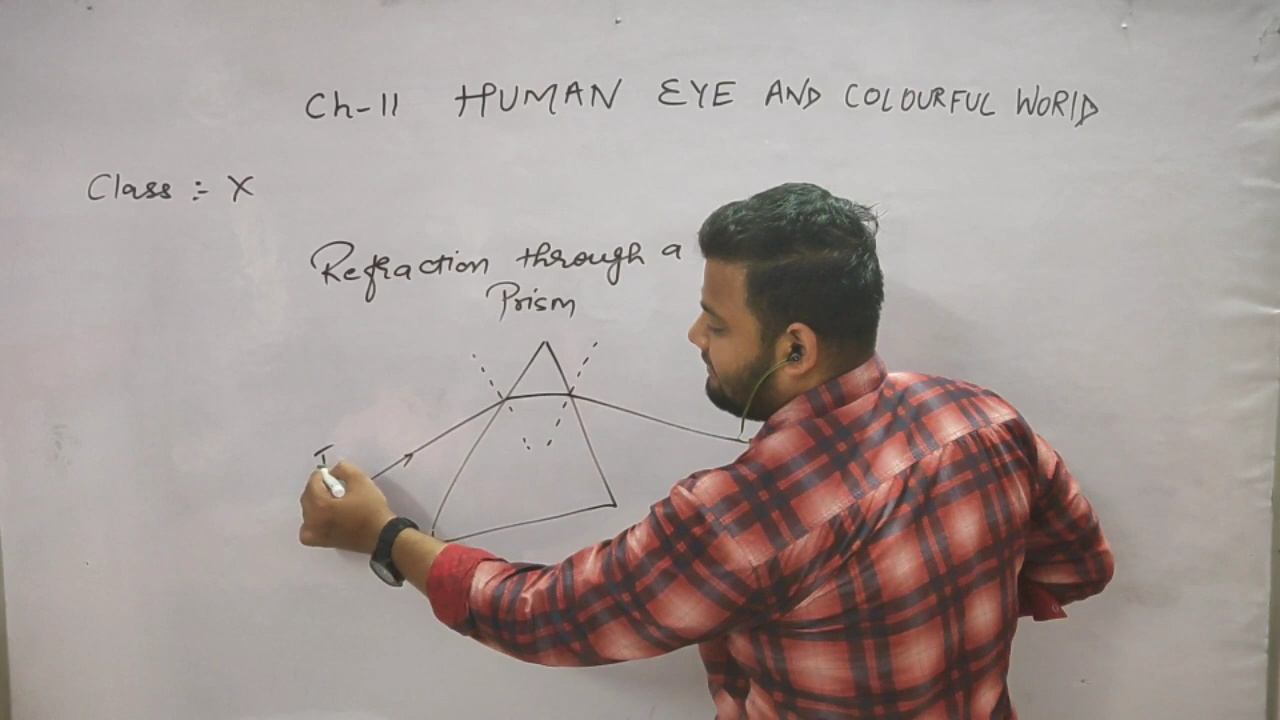 Ch-11 HUMAN EYE AND COLOURFUL WORLD
Class :- X
Refraction through a
Prism
I